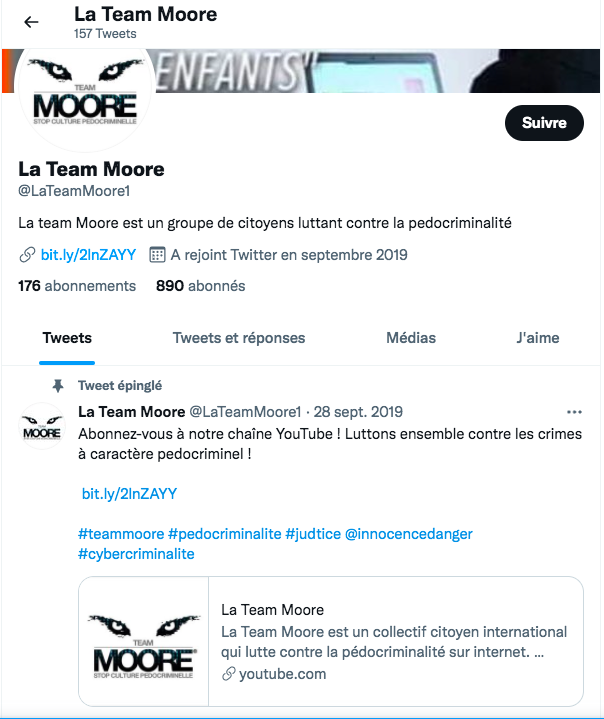 La Team Moore
157 Tweets
ENFANTS"
TEAM
MOORE
STOP CULTURE PEDOCRIMINELLE
Suivre
La Team Moore
@LaTeamMoore1
La team Moore est un groupe de citoyens luttant contre la pedocriminalité
bit.ly/2lnZAYY A rejoint Twitter en septembre 2019
176 abonnements 890 abonnés
Tweets Tweets et réponses Médias J'aime
Tweet épinglé
La Team Moore @LaTeamMoore1 · 28 sept. 2019
Abonnez-vous à notre chaîne YouTube ! Luttons ensemble contre les crimes
à caractère pedocriminel !
bit.ly/2lnZAYY
#teammoore #pedocriminalite #judtice @innocencedanger
#cybercriminalite
TEAM
MOORE
STOP CULTURE PEDOCRIMINELLE
La Team Moore
La Team Moore est un collectif citoyen international
qui lutte contre la pédocriminalité sur internet. ...
youtube.com